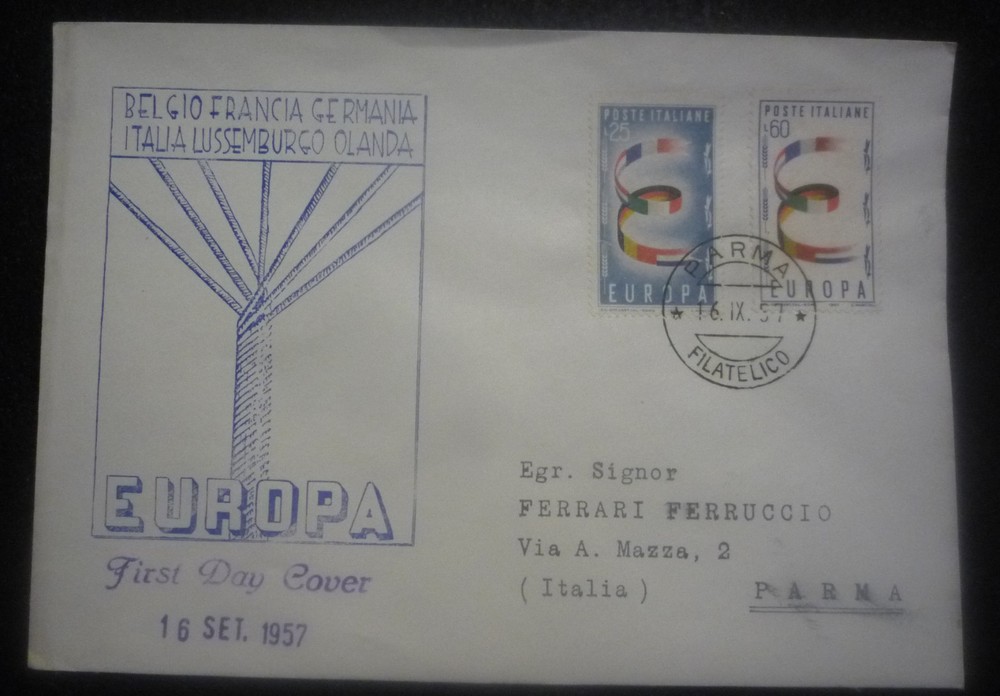 BELGIO FRANCIA GERMANIA
ITALIA LUSSEMBURGO OLANDA
EUROPA
First Day Cover
16 SET. 1957
POSTE ITALIANE
L. 25
EUROPA
POSTE ITALIANE
L. 60
EUROPA
PARMA
16.IX.57
FILATELICO
Egr. Signor
FERRARI FERRUCCIO
Via A. Mazza, 2
(Italia) PARMA